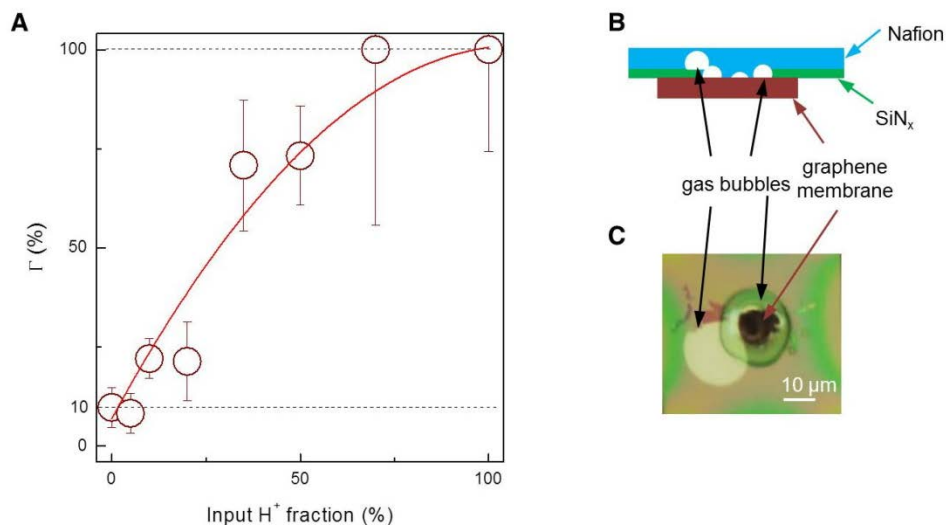 A
100
50
10
0
Γ (%)
0
50
100
Input H⁺ fraction (%)
B
Nafion
SiNₓ
gas bubbles
graphene
membrane
C
10 μm